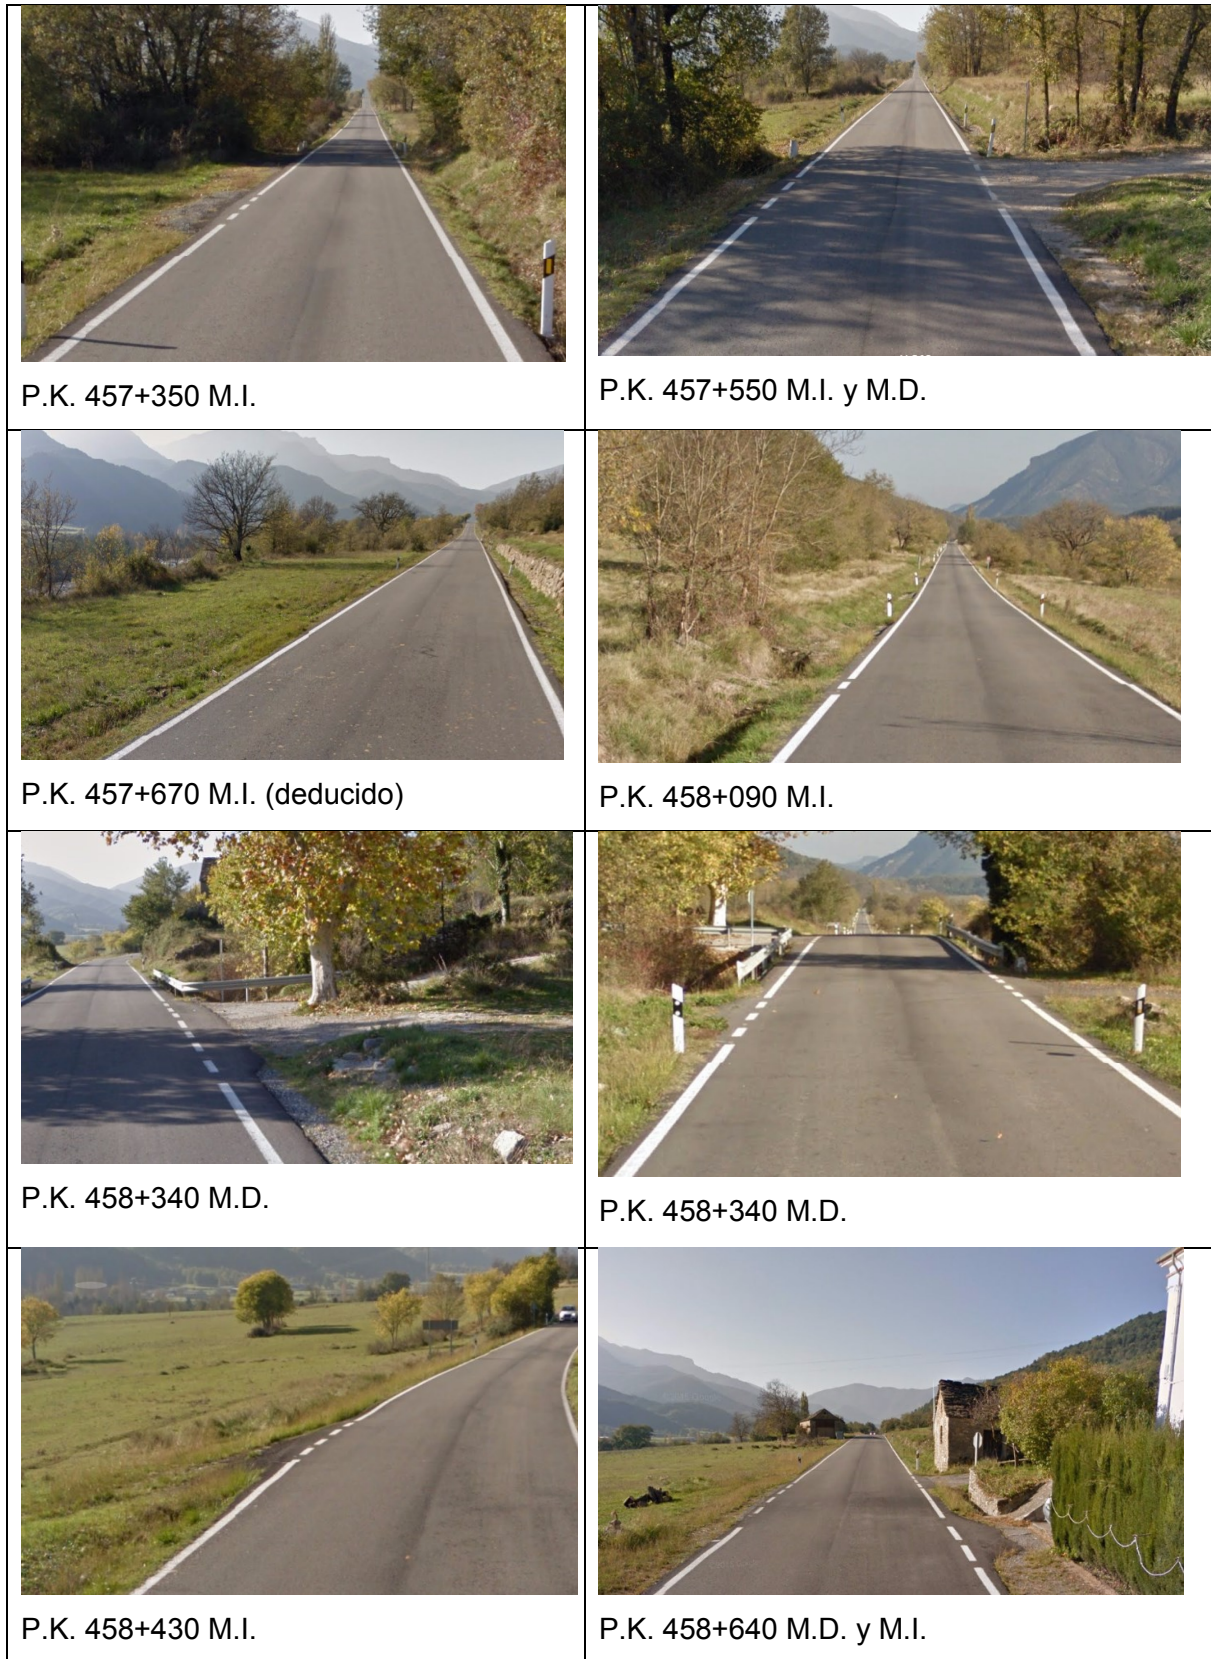 P.K. 457+350 M.I.
P.K. 457+550 M.I. y M.D.
P.K. 457+670 M.I. (deducido)
P.K. 458+090 M.I.
P.K. 458+340 M.D.
P.K. 458+340 M.D.
P.K. 458+430 M.I.
P.K. 458+640 M.D. y M.I.